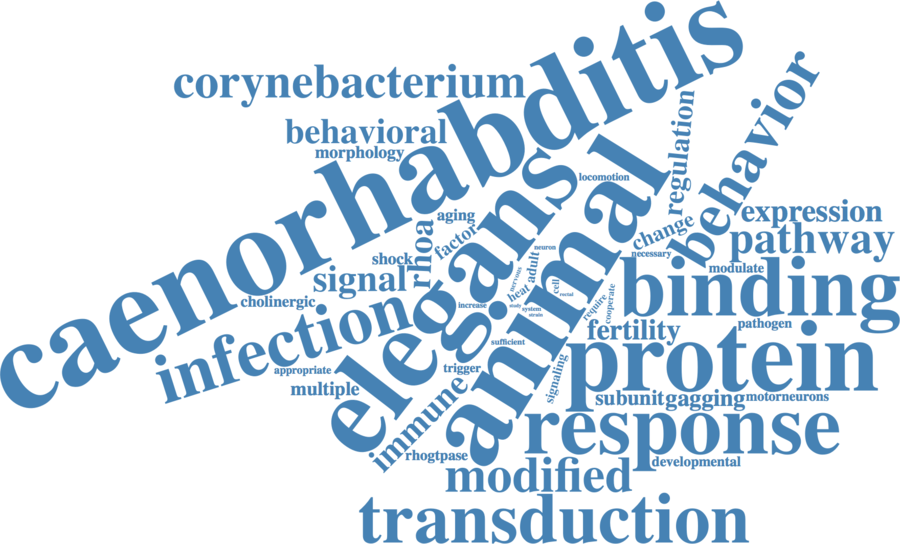 caenorhabditis
corynebacterium
behavioral
morphology
elegans
animal
locomotion
regulation
behavior
expression
pathway
change
necessary
modulate
binding
pathogen
fertility
protein
subunit
gagging
motorneurons
response
developmental
modified
transduction
rhogtpase
immune
trigger
signaling
sufficient
multiple
appropriate
infection
cholinergic
signal
shock
rhoa
factor
aging
neuron
nervous
heat
adult
cell
racial
increase
study
system
strain
require
cooperate